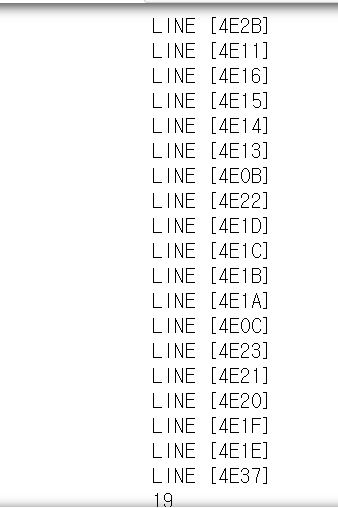 LINE [4E2B]
LINE [4E11]
LINE [4E16]
LINE [4E15]
LINE [4E14]
LINE [4E13]
LINE [4E0B]
LINE [4E22]
LINE [4E1D]
LINE [4E1C]
LINE [4E1B]
LINE [4E1A]
LINE [4E0C]
LINE [4E23]
LINE [4E21]
LINE [4E20]
LINE [4E1F]
LINE [4E1E]
LINE [4E37]
19